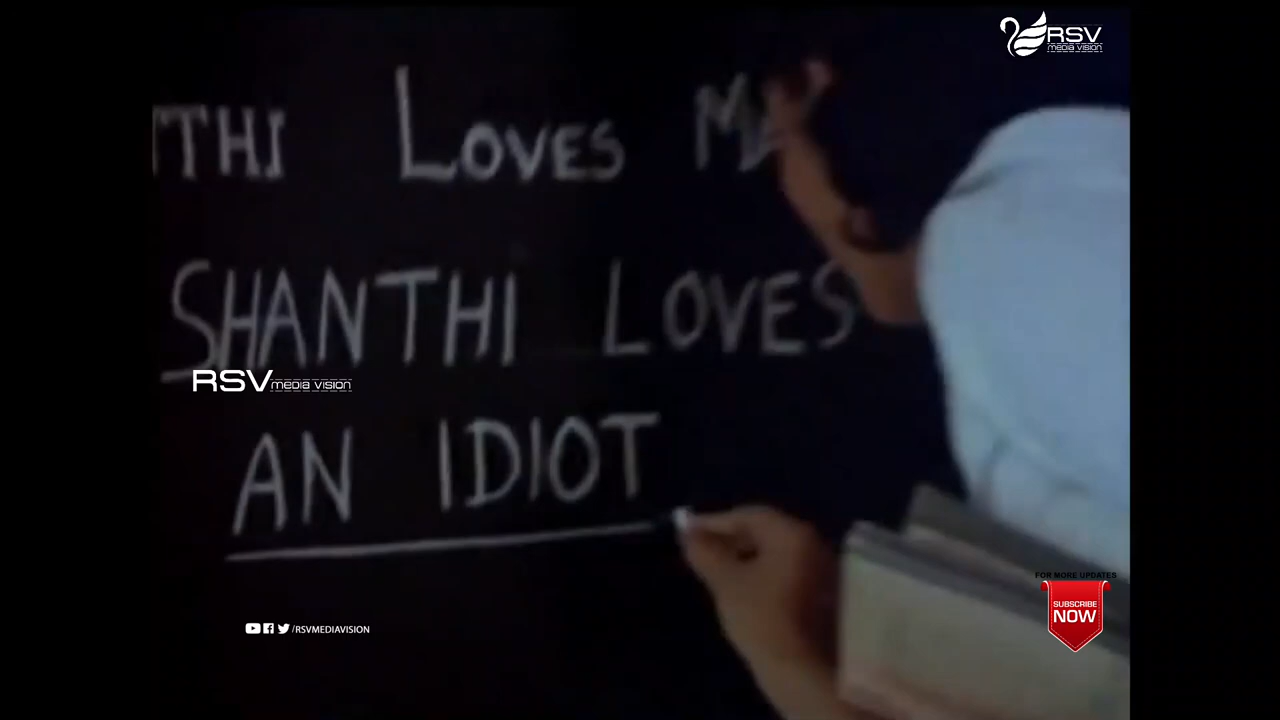 RSV
media vision
THI LOVES
SHANTHI LOVES
RSV media vision
AN IDIOT
FOR MORE UPDATES
SUBSCRIBE
NOW
/RSVMEDIAVISION